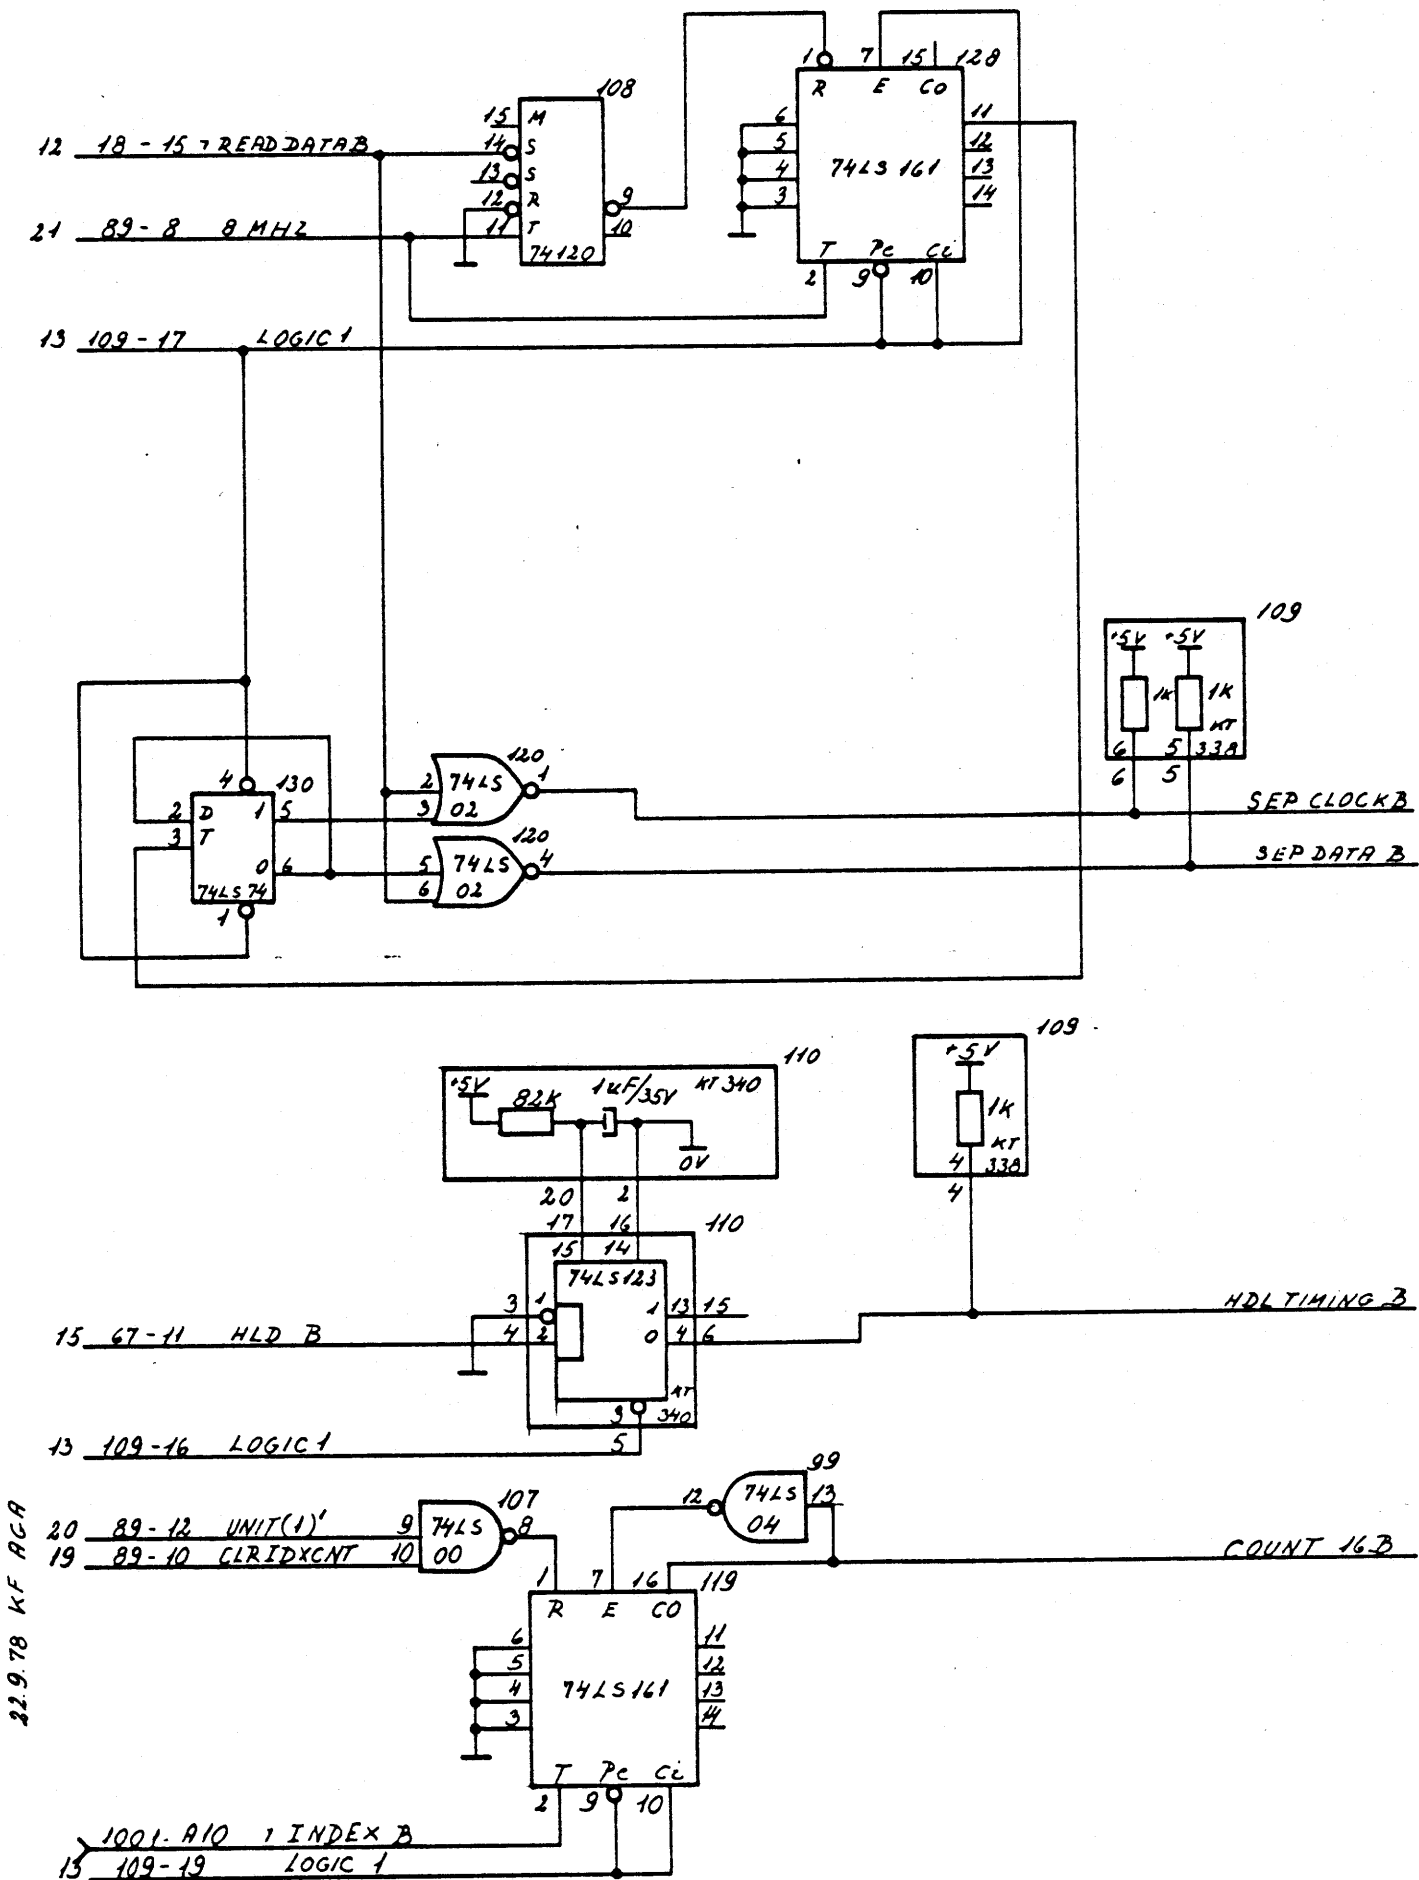 1 7 15 128
R E Co
108
15 M
14 S
13 S
12 R
11 T
9
10
74120
12 18 - 15 ¬ READ DATA B
21 89 - 8 8 MHZ
6
5
4
3
74LS 161
11
12
13
14
T Pe Ci
2 9 10
13 109 - 17 LOGIC 1
109
+5V +5V
1K 1K
KT
6 5 338
6 5
4 130
2 D 1 5
3 T
0 6
74LS 74
1
120
2 74LS 1
3 02
120
5 74LS 4
6 02
SEP CLOCK B
SEP DATA B
110
+5V 82K 1uF/35V KT 340
0V
20 2
17 16 110
15 14
74LS123
3 1 1 13 15
4 2 0 4 6
KT
3 340
5
109
+5V
1K
KT
4 338
4
15 67-11 HLD B
HDL TIMING B
13 109-16 LOGIC 1
99
12 74LS 13
04
107
20 89-12 UNIT(1)' 9 74LS 8
19 89-10 CLRIDXCNT 10 00
COUNT 16 B
1 7 16 119
R E CO
6
5
4
3
74LS161
11
12
13
14
T Pe Ci
2 9 10
1001-A10 ¬ INDEX B
13 109-19 LOGIC 1
22.9.78 KF AGA